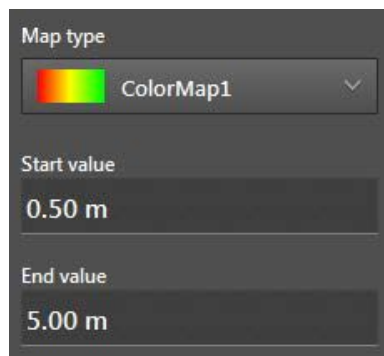 Map type
ColorMap1
Start value
0.50 m
End value
5.00 m